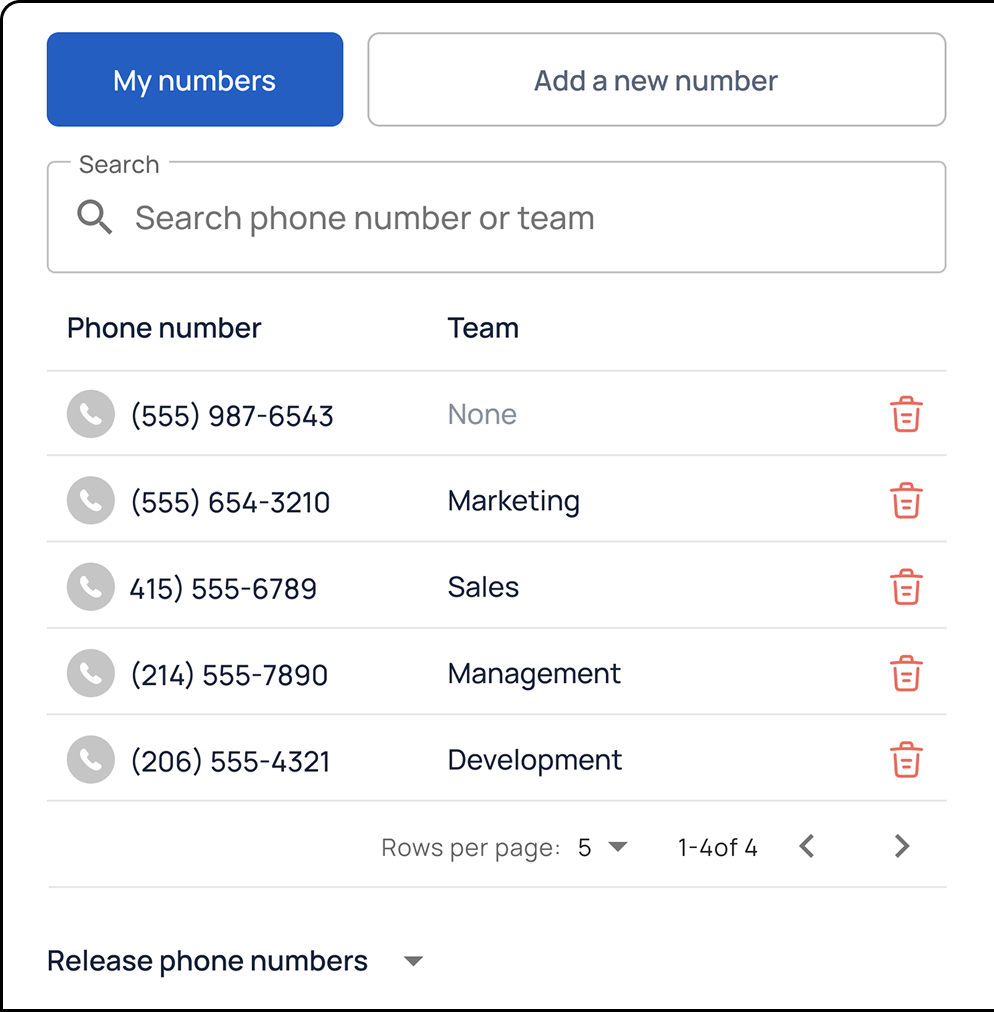 My numbers
Add a new number
Search
Search phone number or team
Phone number Team
(555) 987-6543 None
(555) 654-3210 Marketing
415) 555-6789 Sales
(214) 555-7890 Management
(206) 555-4321 Development
Rows per page: 5 1-4of 4
Release phone numbers